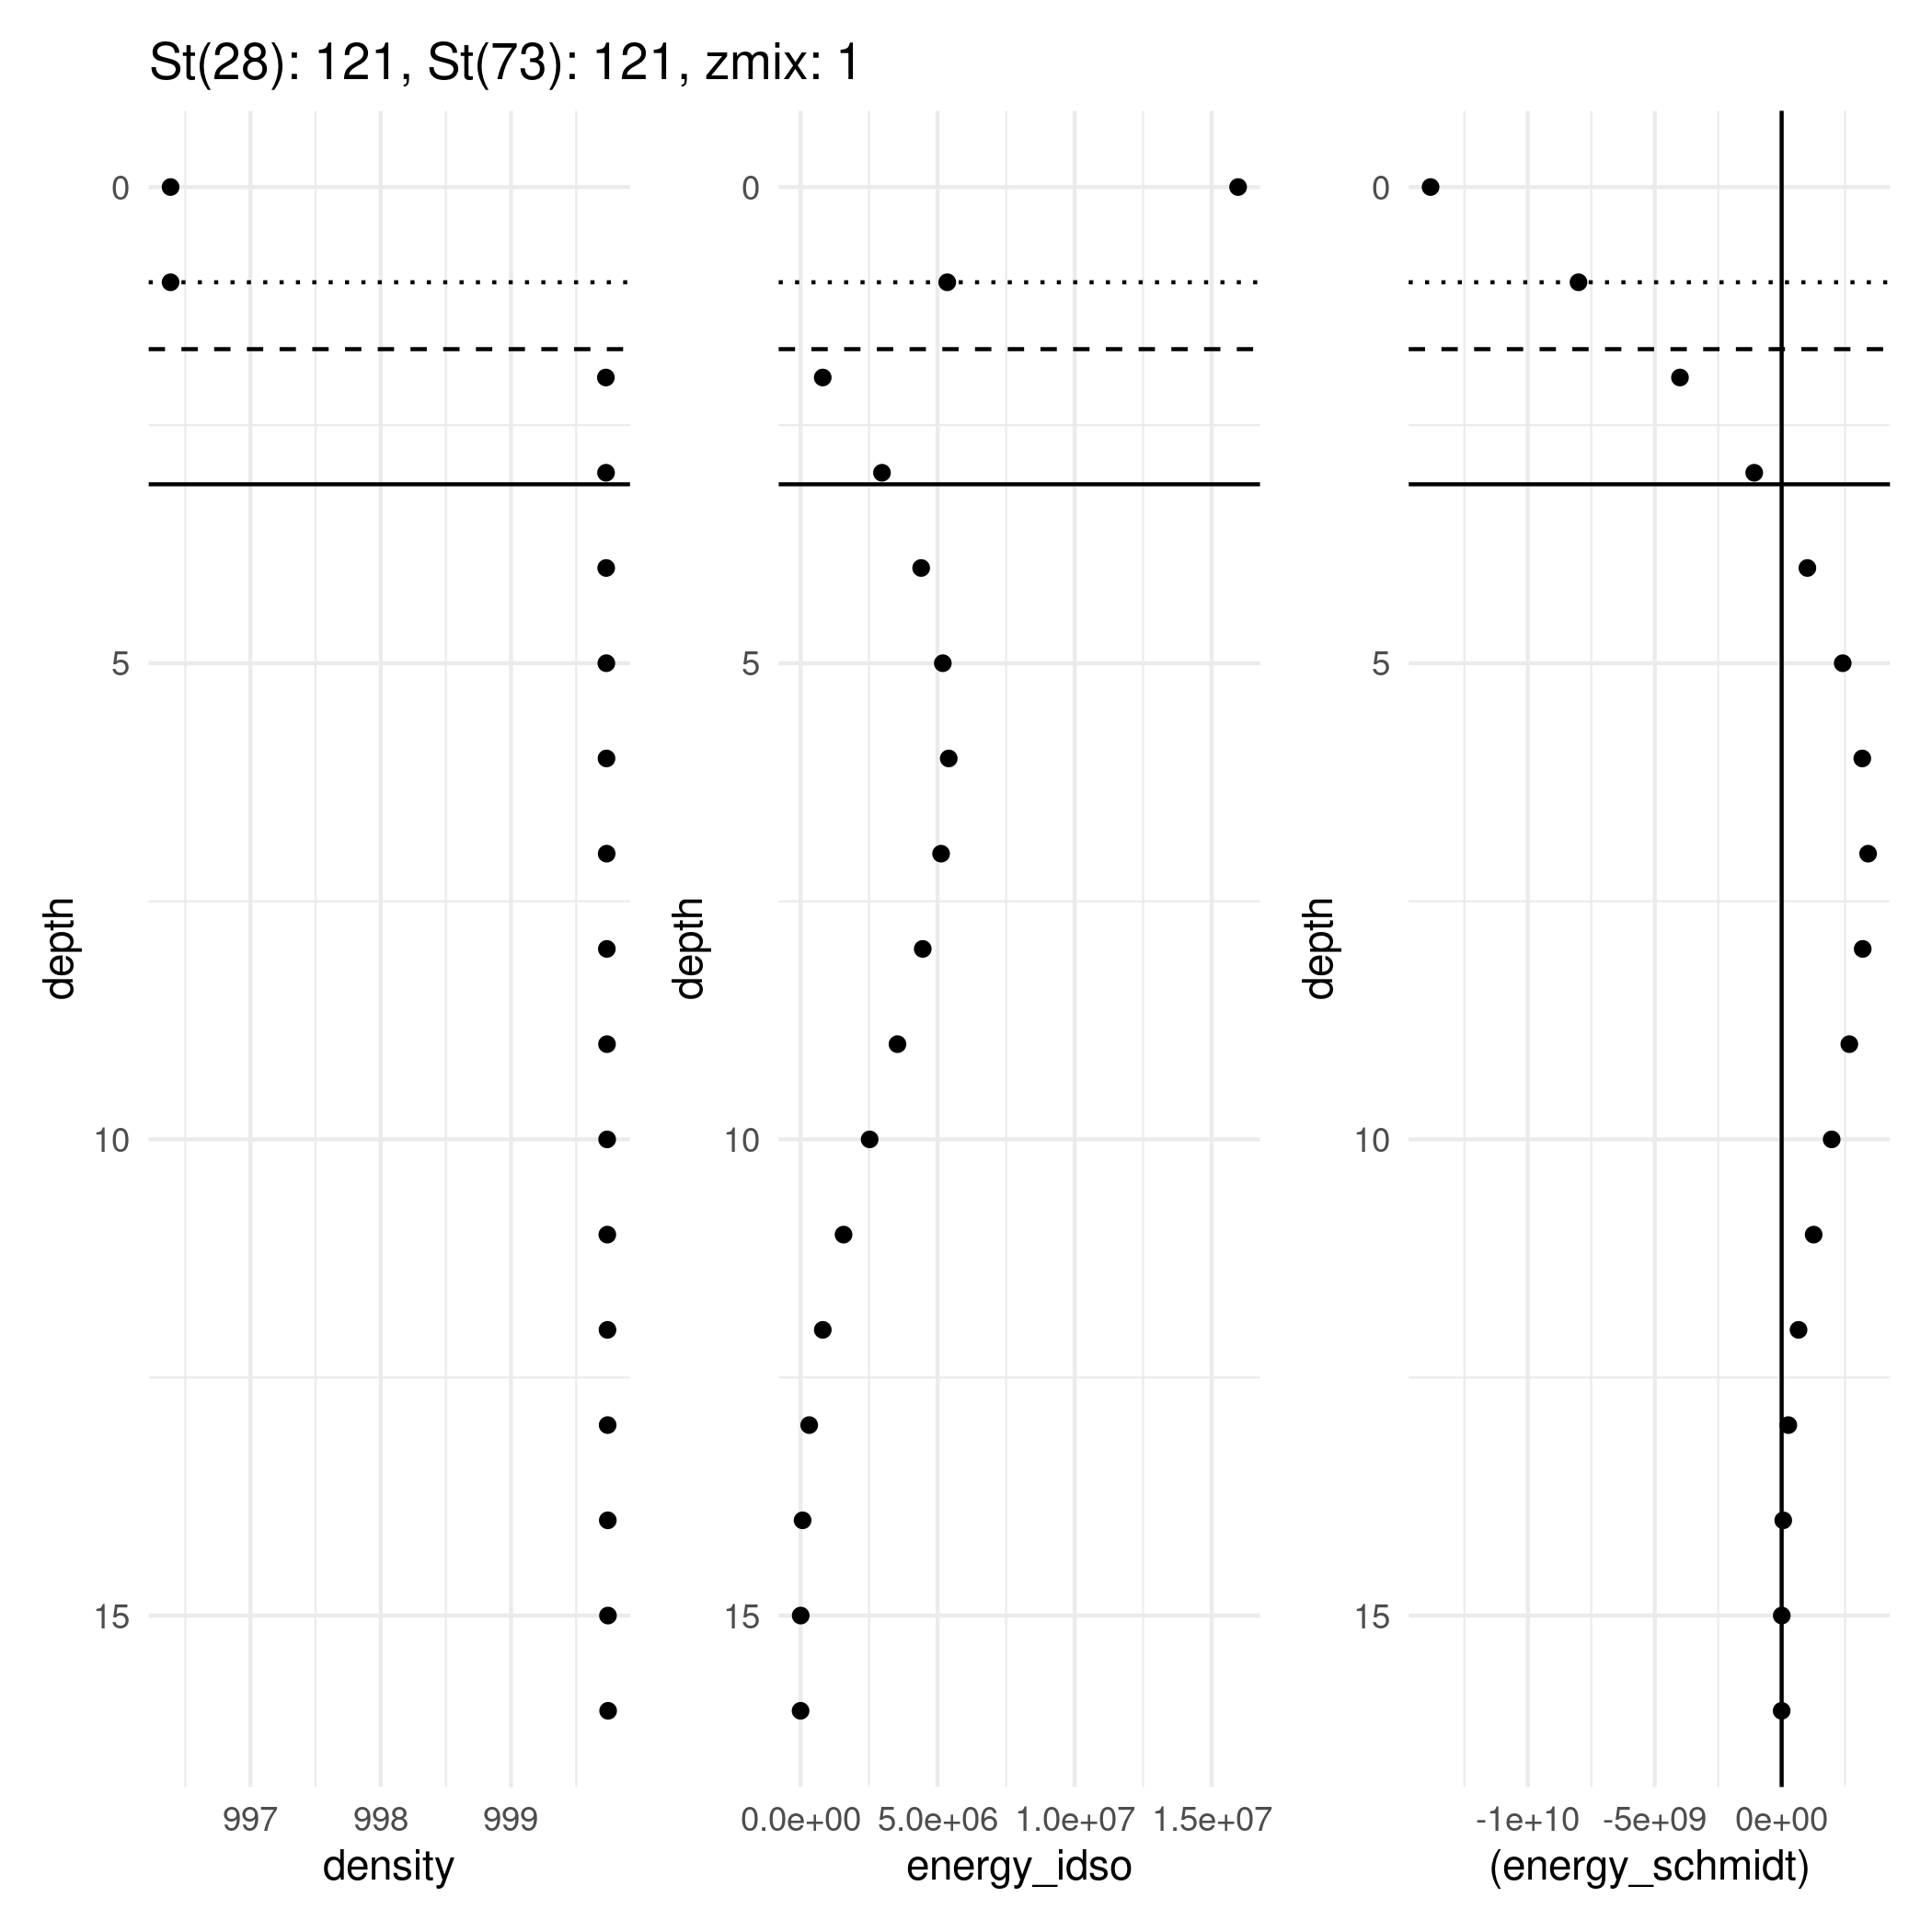 St(28): 121, St(73): 121, zmix: 1
depth
0
5
10
15
997 998 999
density
depth
0
5
10
15
0.0e+00 5.0e+06 1.0e+07 1.5e+07
energy_idso
depth
0
5
10
15
-1e+10 -5e+09 0e+00
(energy_schmidt)